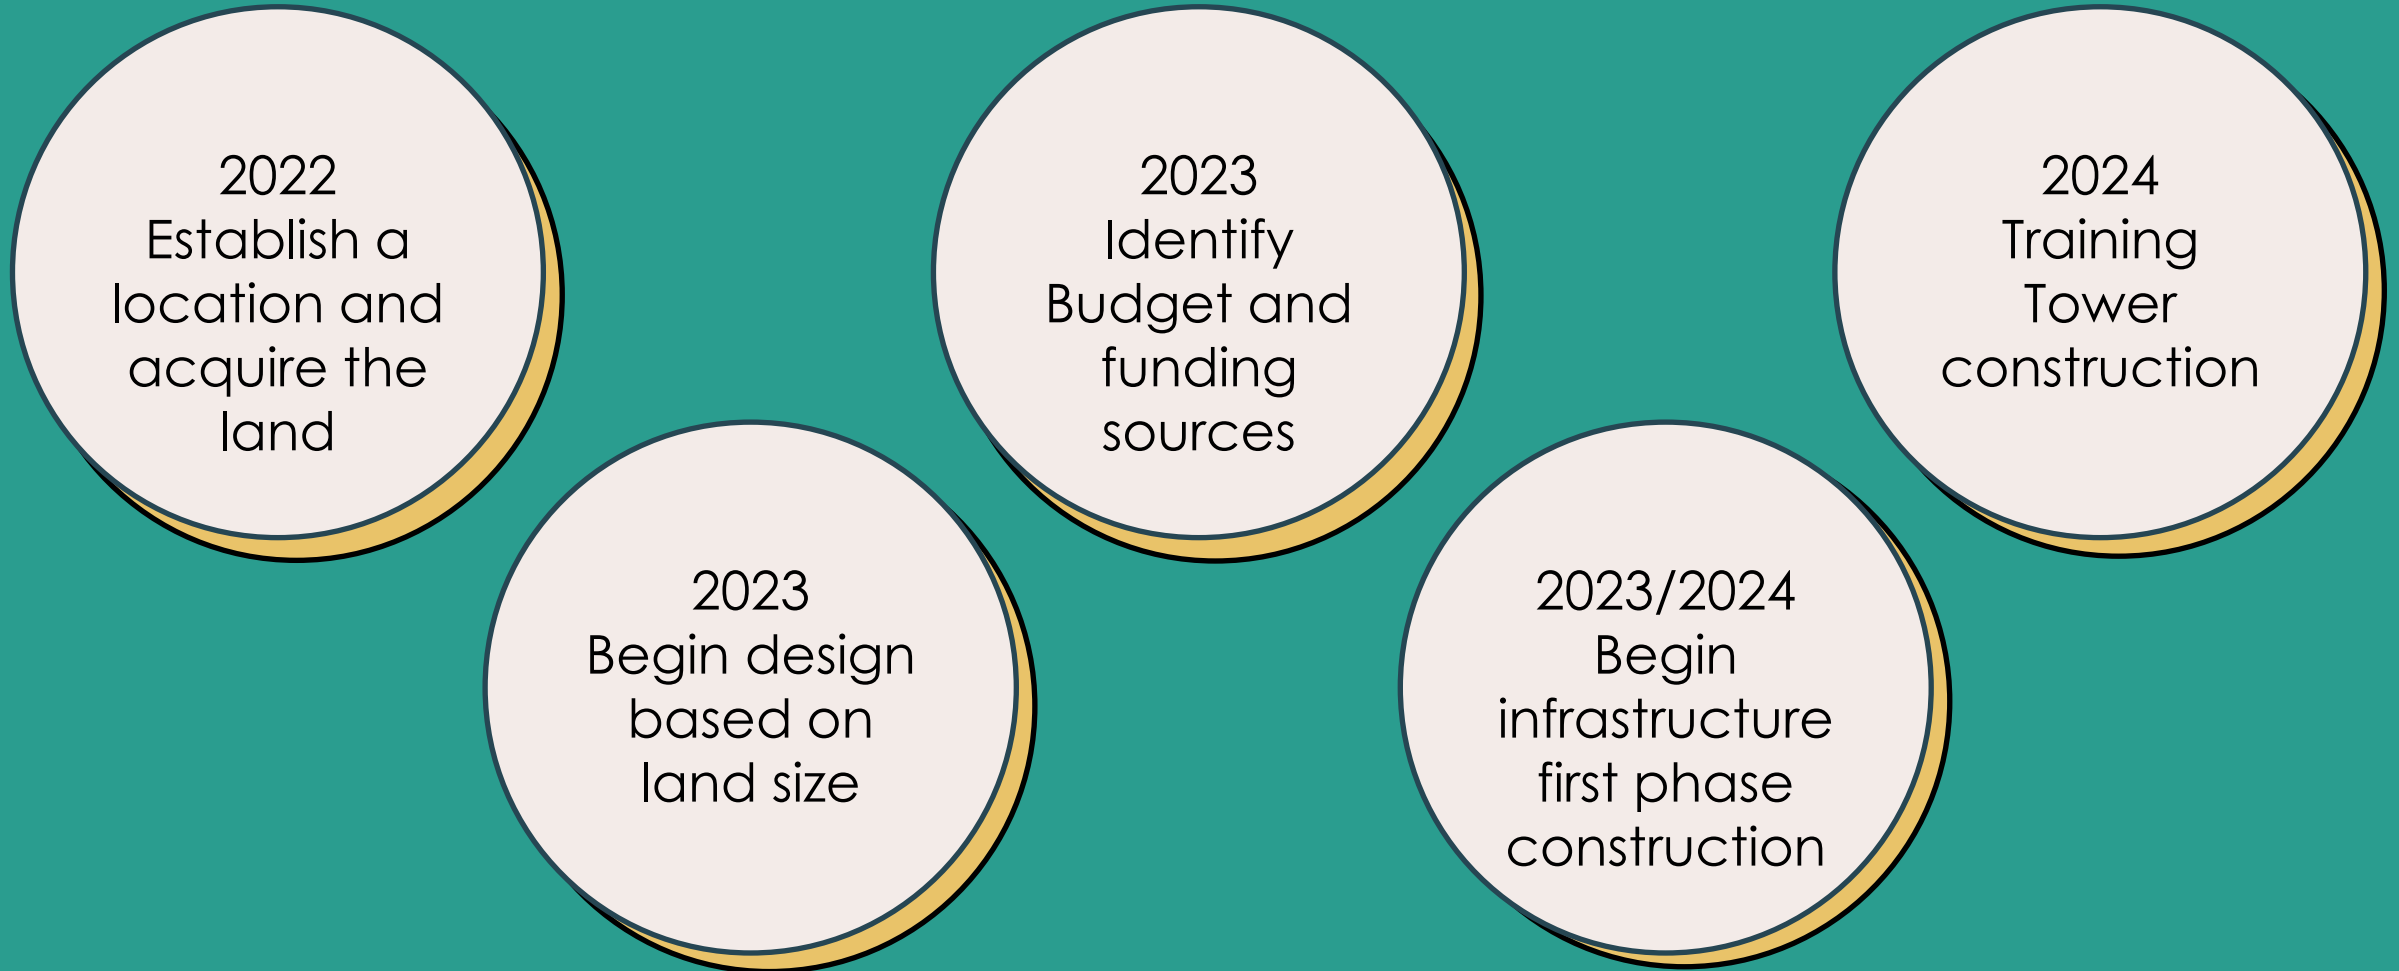 2022
Establish a
location and
acquire the
land
2023
Begin design
based on
land size
2023
Identify
Budget and
funding
sources
2023/2024
Begin
infrastructure
first phase
construction
2024
Training
Tower
construction